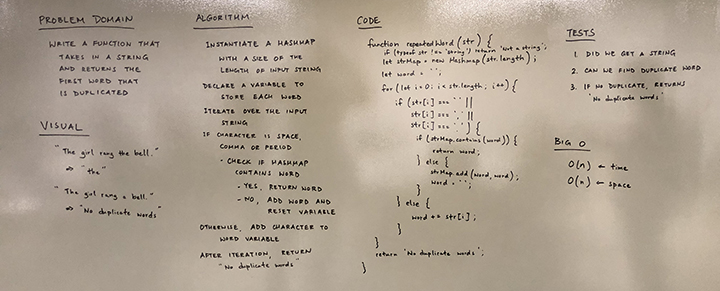 PROBLEM DOMAIN
WRITE A FUNCTION THAT
TAKES IN A STRING
AND RETURNS THE
FIRST WORD THAT
IS DUPLICATED
VISUAL
"The girl rang the bell."
=> "the"
"The girl rang a bell."
=> "No duplicate words"
ALGORITHM
INSTANTIATE A HASHMAP
WITH A SIZE OF THE
LENGTH OF INPUT STRING
DECLARE A VARIABLE TO
STORE EACH WORD
ITERATE OVER THE INPUT
STRING
IF CHARACTER IS SPACE,
COMMA OR PERIOD
- CHECK IF HASHMAP
CONTAINS WORD
- YES, RETURN WORD
- NO, ADD WORD AND
RESET VARIABLE
OTHERWISE, ADD CHARACTER TO
WORD VARIABLE
AFTER ITERATION, RETURN
"No duplicate words"
CODE
function repeatedWord (str) {
if (typeof str !== 'string') return 'Not a string';
let strMap = new Hashmap (str.length);
let word = '';
for (let i = 0; i < str.length; i++) {
if (str[i] === ' ' ||
str[i] === ||
str[i] === ) {
if (strMap.contains(word)) {
return word;
} else {
strMap.add(word, word);
word = '';
}
} else {
word += str[i];
}
}
return 'No duplicate words';
}
TESTS
1. DID WE GET A STRING
2. CAN WE FIND DUPLICATE WORD
3. IF NO DUPLICATE, RETURNS
"No duplicate words"
BIG O
O(n) ← time
O(n) ← space